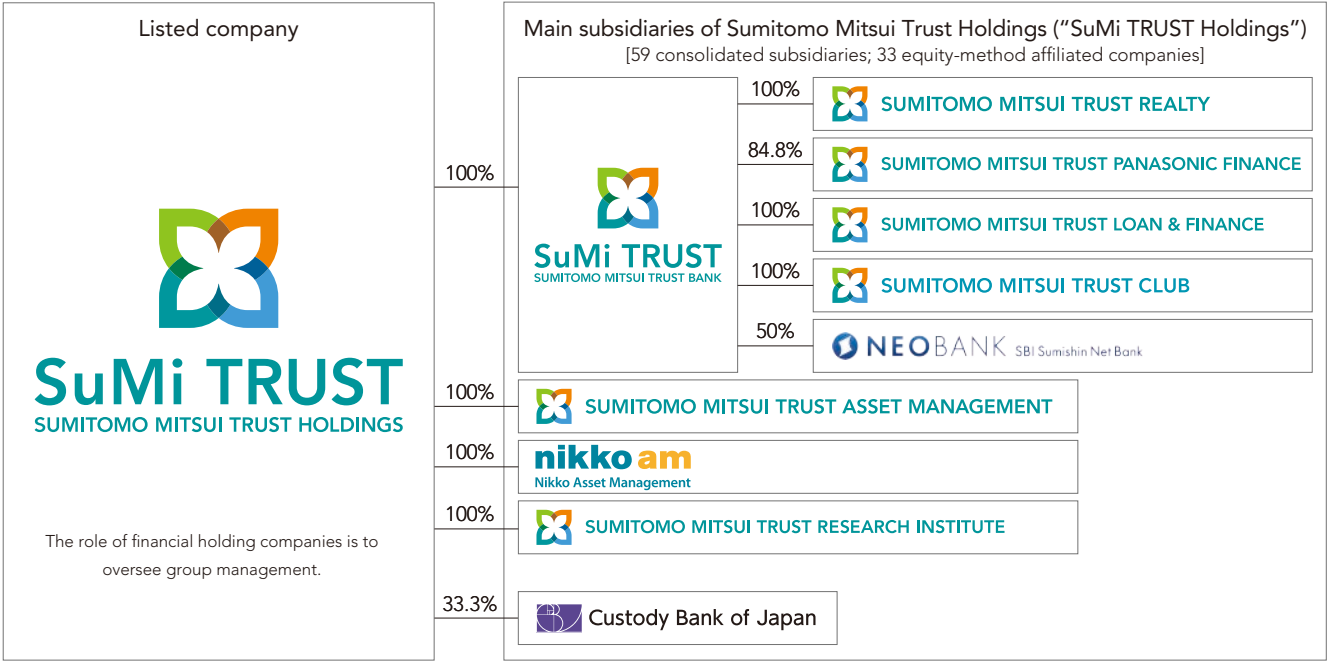 Listed company
SuMi TRUST
SUMITOMO MITSUI TRUST HOLDINGS
The role of financial holding companies is to
oversee group management.
Main subsidiaries of Sumitomo Mitsui Trust Holdings (“SuMi TRUST Holdings”)
[59 consolidated subsidiaries; 33 equity-method affiliated companies]
100%
SuMi TRUST
SUMITOMO MITSUI TRUST BANK
100%
SUMITOMO MITSUI TRUST REALTY
84.8%
SUMITOMO MITSUI TRUST PANASONIC FINANCE
100%
SUMITOMO MITSUI TRUST LOAN & FINANCE
100%
SUMITOMO MITSUI TRUST CLUB
50%
NEOBANK SBI Sumishin Net Bank
100%
SUMITOMO MITSUI TRUST ASSET MANAGEMENT
100%
nikko am
Nikko Asset Management
100%
SUMITOMO MITSUI TRUST RESEARCH INSTITUTE
33.3%
Custody Bank of Japan